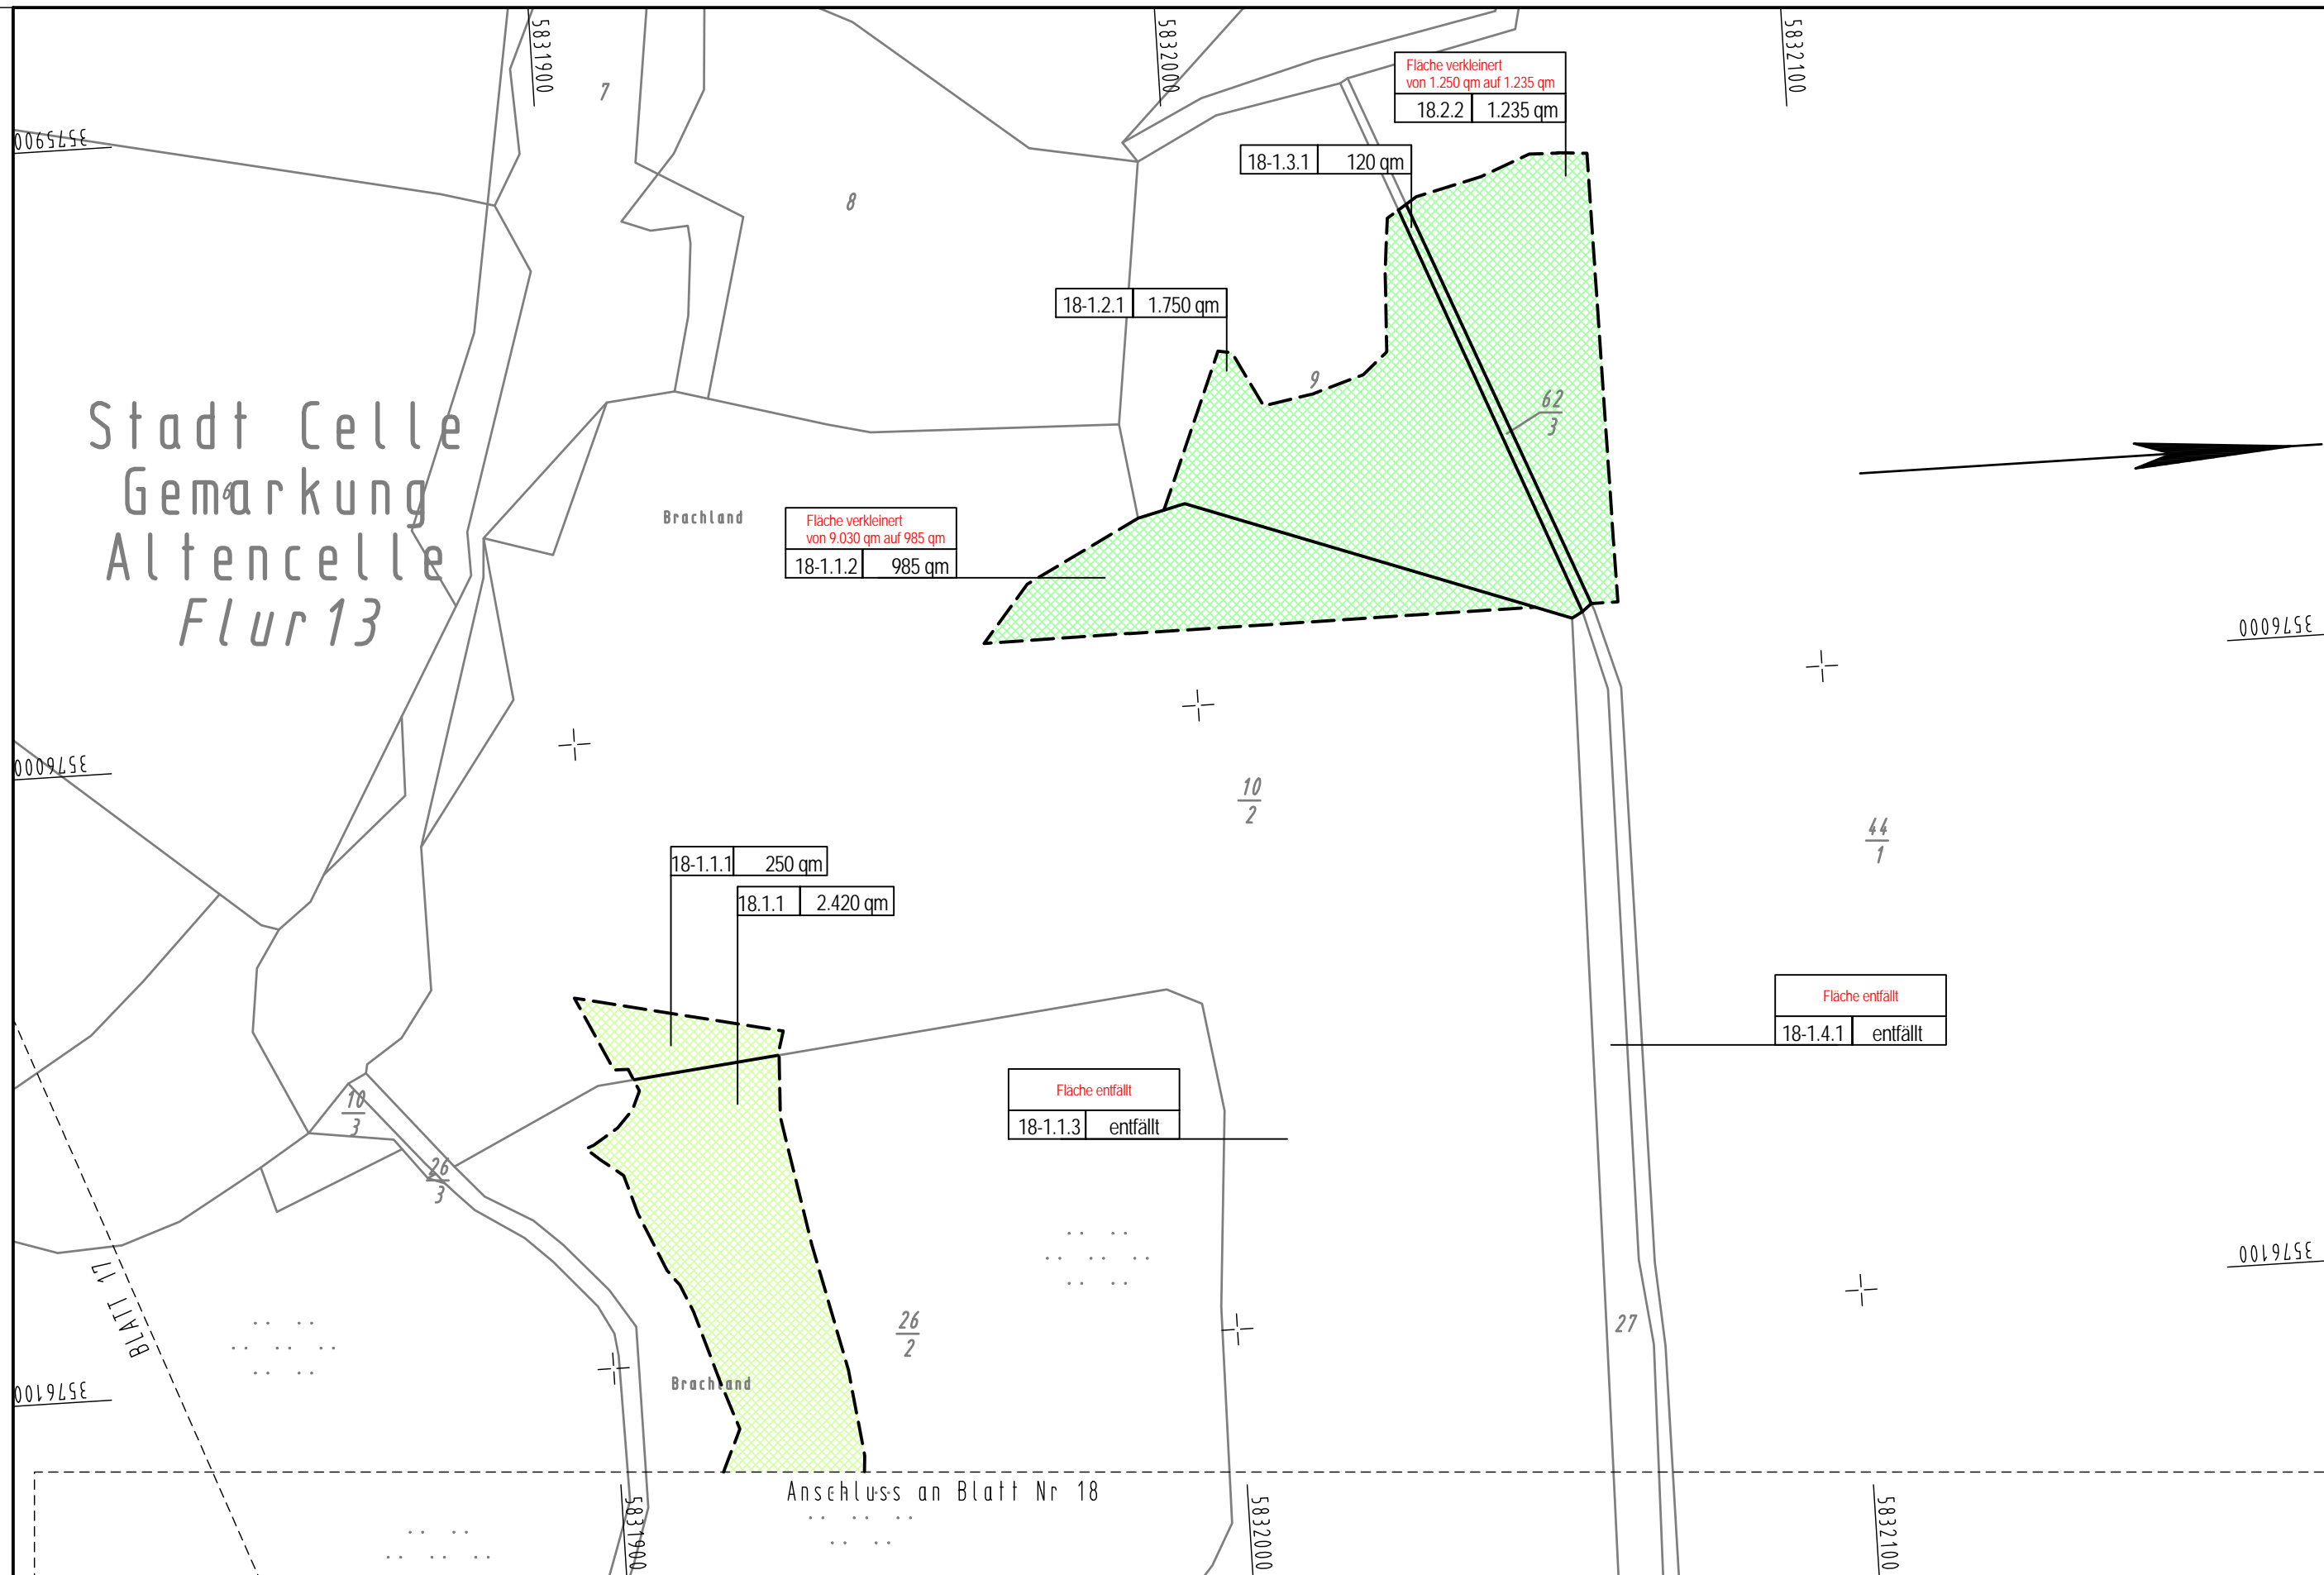 5831900
5832000
5832100
3575900
7
Fläche verkleinert
von 1.250 qm auf 1.235 qm
18.2.2 1.235 qm
18-1.3.1 120 qm
8
18-1.2.1 1.750 qm
9
62
3
Stadt Celle
Gemarkung
6
Altencelle
Flur 13
Brachland
Fläche verkleinert
von 9.030 qm auf 985 qm
18-1.1.2 985 qm
3576000
3576000
10
2
44
1
18-1.1.1 250 qm
18.1.1 2.420 qm
Fläche entfällt
18-1.4.1 entfällt
Fläche entfällt
18-1.1.3 entfällt
10
3
26
3
BLATT 17
3576100
26
2
27
Brachland
3576100
Anschluss an Blatt Nr 18
5831900
5832000
5832100